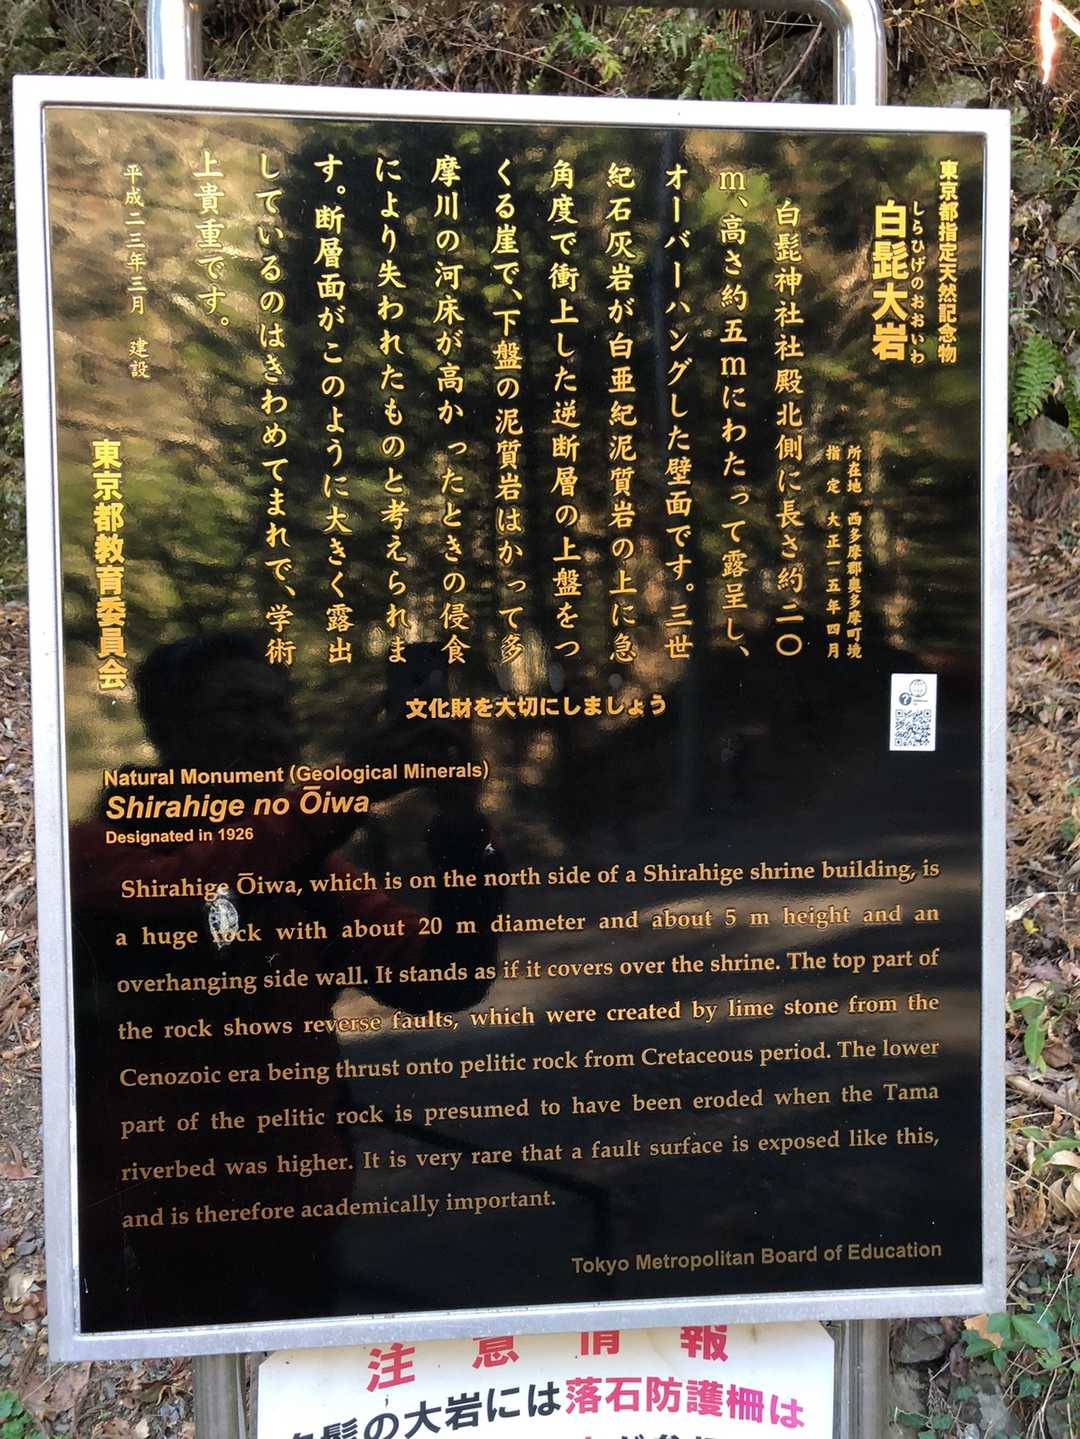 東京都指定天然記念物
しらひげのおおいわ
白髭大岩
所在地 西多摩郡奥多摩町境
指定 大正一五年四月
白髭神社社殿北側に長さ約二〇
m、高さ約五mにわたって露呈し、
オーバーハングした壁面です。三世
紀石灰岩が白亜紀泥質岩の上に急
角度で衝上した逆断層の上盤をつ
くる崖で、下盤の泥質岩はかって多
摩川の河床が高かったときの侵食
により失われたものと考えられま
す。断層面がこのように大きく露出
しているのはきわめてまれで、学術
上貴重です。
平成二三年三月 建設
東京都教育委員会
文化財を大切にしましょう
Natural Monument (Geological Minerals)
Shirahige no Ōiwa
Designated in 1926
Shirahige Ōiwa, which is on the north side of a Shirahige shrine building, is
a huge rock with about 20 m diameter and about 5 m height and an
overhanging side wall. It stands as if it covers over the shrine. The top part of
the rock shows reverse faults, which were created by lime stone from the
Cenozoic era being thrust onto pelitic rock from Cretaceous period. The lower
part of the pelitic rock is presumed to have been eroded when the Tama
riverbed was higher. It is very rare that a fault surface is exposed like this,
and is therefore academically important.
Tokyo Metropolitan Board of Education
注意情報
髭の大岩には落石防護柵は